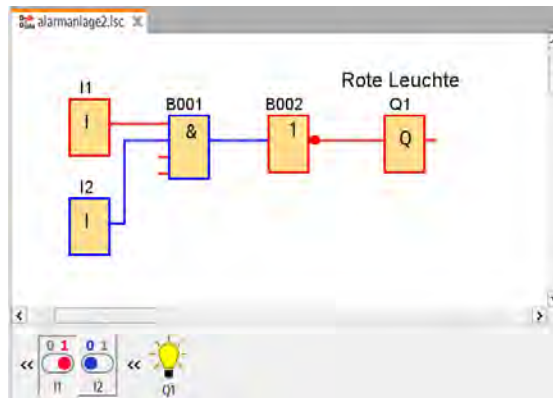 alarmanlage2.lsc
Rote Leuchte
I1
B001
B002
Q1
I
&
1
Q
I2
I
0 1
0 1
<<
<<
I1
I2
Q1